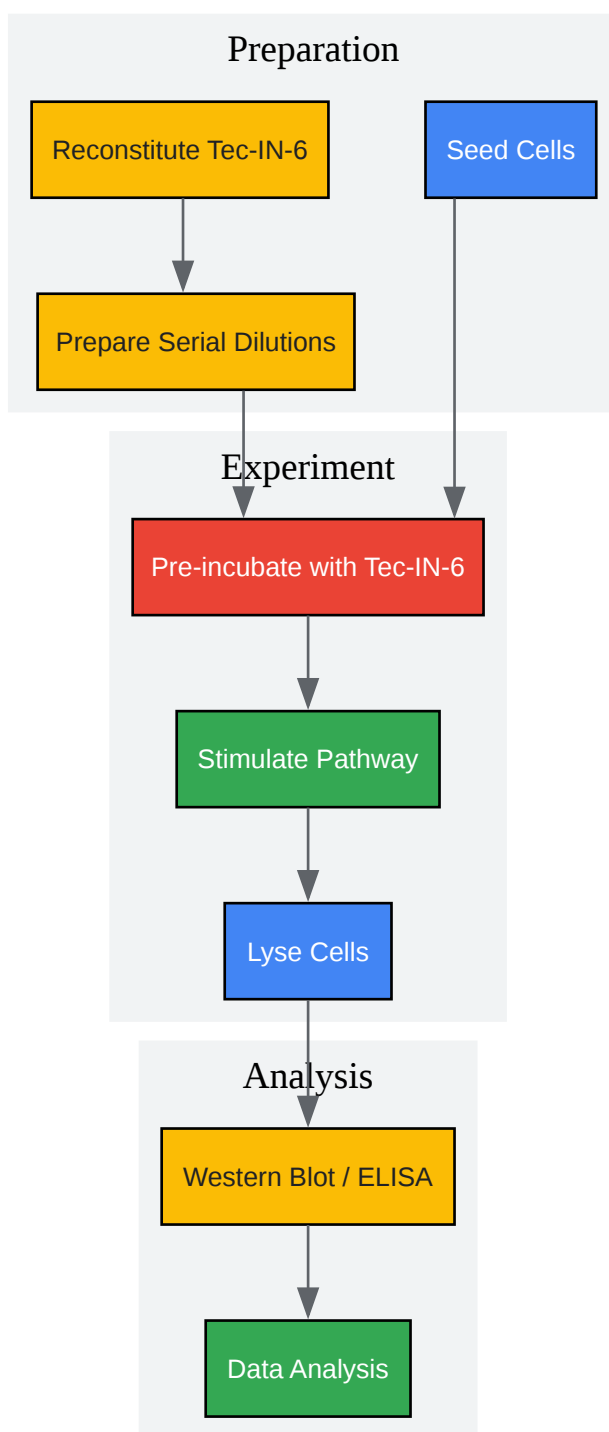 Preparation
Reconstitute Tec-IN-6
Seed Cells
Prepare Serial Dilutions
Experiment
Pre-incubate with Tec-IN-6
Stimulate Pathway
Lyse Cells
Analysis
Western Blot / ELISA
Data Analysis